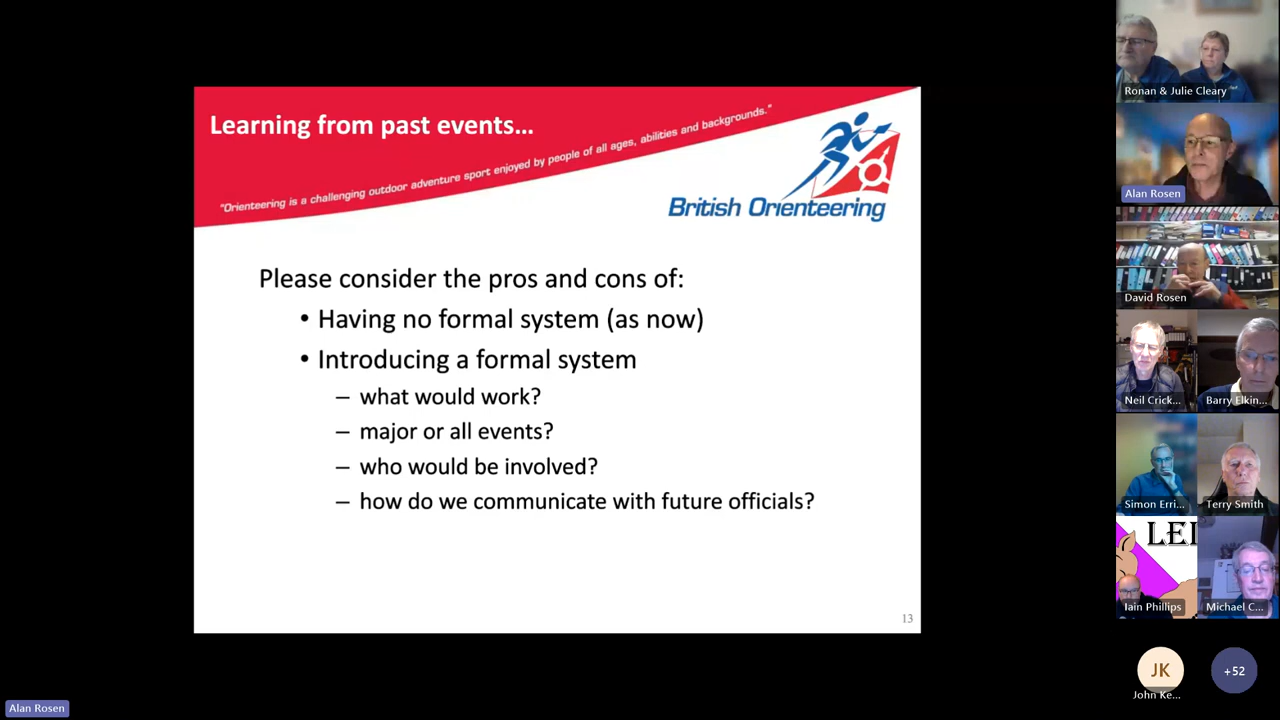 Learning from past events...
"Orienteering is a challenging outdoor adventure sport enjoyed by people of all ages, abilities and backgrounds."
British Orienteering
Please consider the pros and cons of:
• Having no formal system (as now)
• Introducing a formal system
– what would work?
– major or all events?
– who would be involved?
– how do we communicate with future officials?
13
Ronan & Julie Cleary
Alan Rosen
David Rosen
Neil Crick...
Barry Elkin...
Simon Erri...
Terry Smith
LEI
Iain Phillips
Michael C...
JK
John Ke...
+52
Alan Rosen